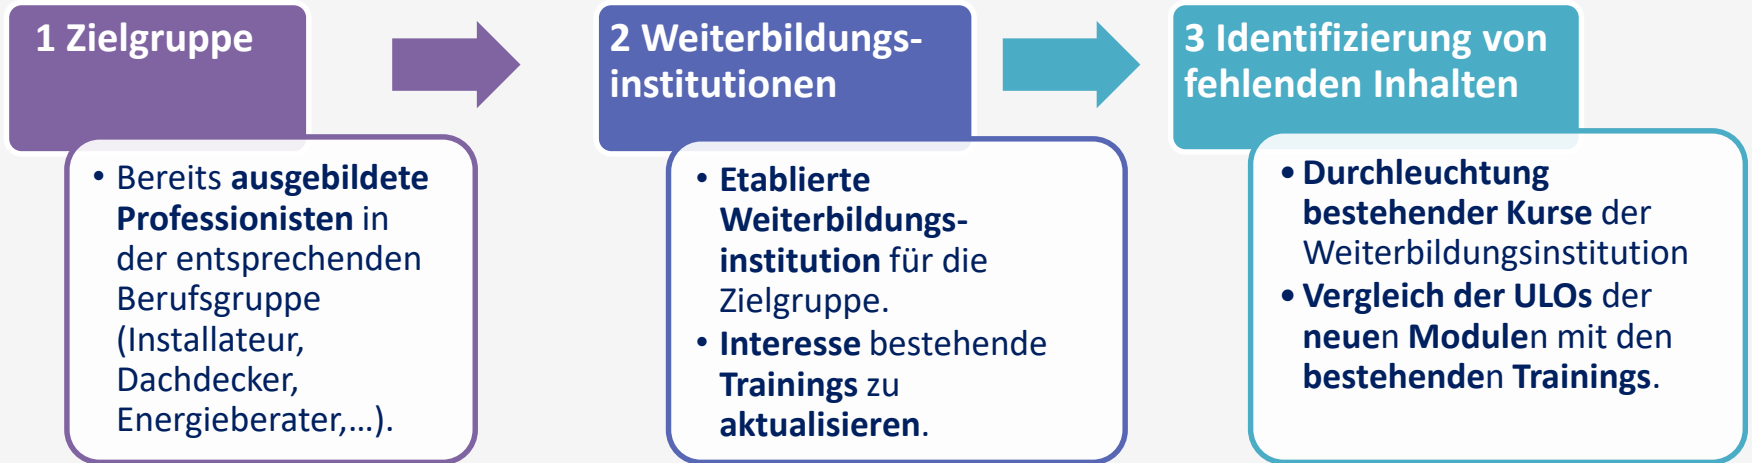 1 Zielgruppe
• Bereits ausgebildete
Professionisten in
der entsprechenden
Berufsgruppe
(Installateur,
Dachdecker,
Energieberater,…).
2 Weiterbildungs-
institutionen
• Etablierte
Weiterbildungs-
institution für die
Zielgruppe.
• Interesse bestehende
Trainings zu
aktualisieren.
3 Identifizierung von
fehlenden Inhalten
• Durchleuchtung
bestehender Kurse der
Weiterbildungsinstitution
• Vergleich der ULOs der
neuen Modulen mit den
bestehenden Trainings.